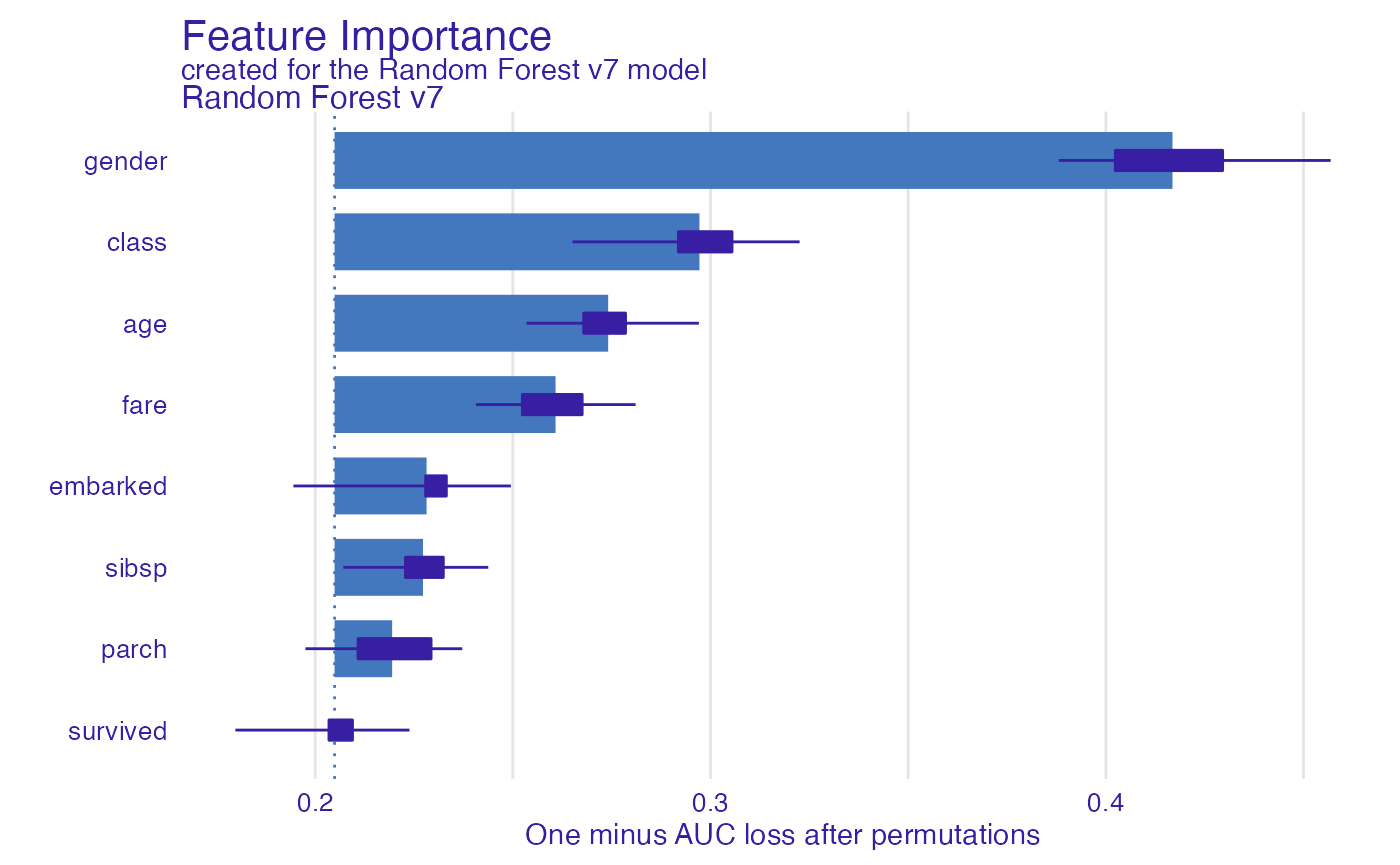 Feature Importance
created for the Random Forest v7 model
Random Forest v7
gender
class
age
fare
embarked
sibsp
parch
survived
0.2 0.3 0.4
One minus AUC loss after permutations